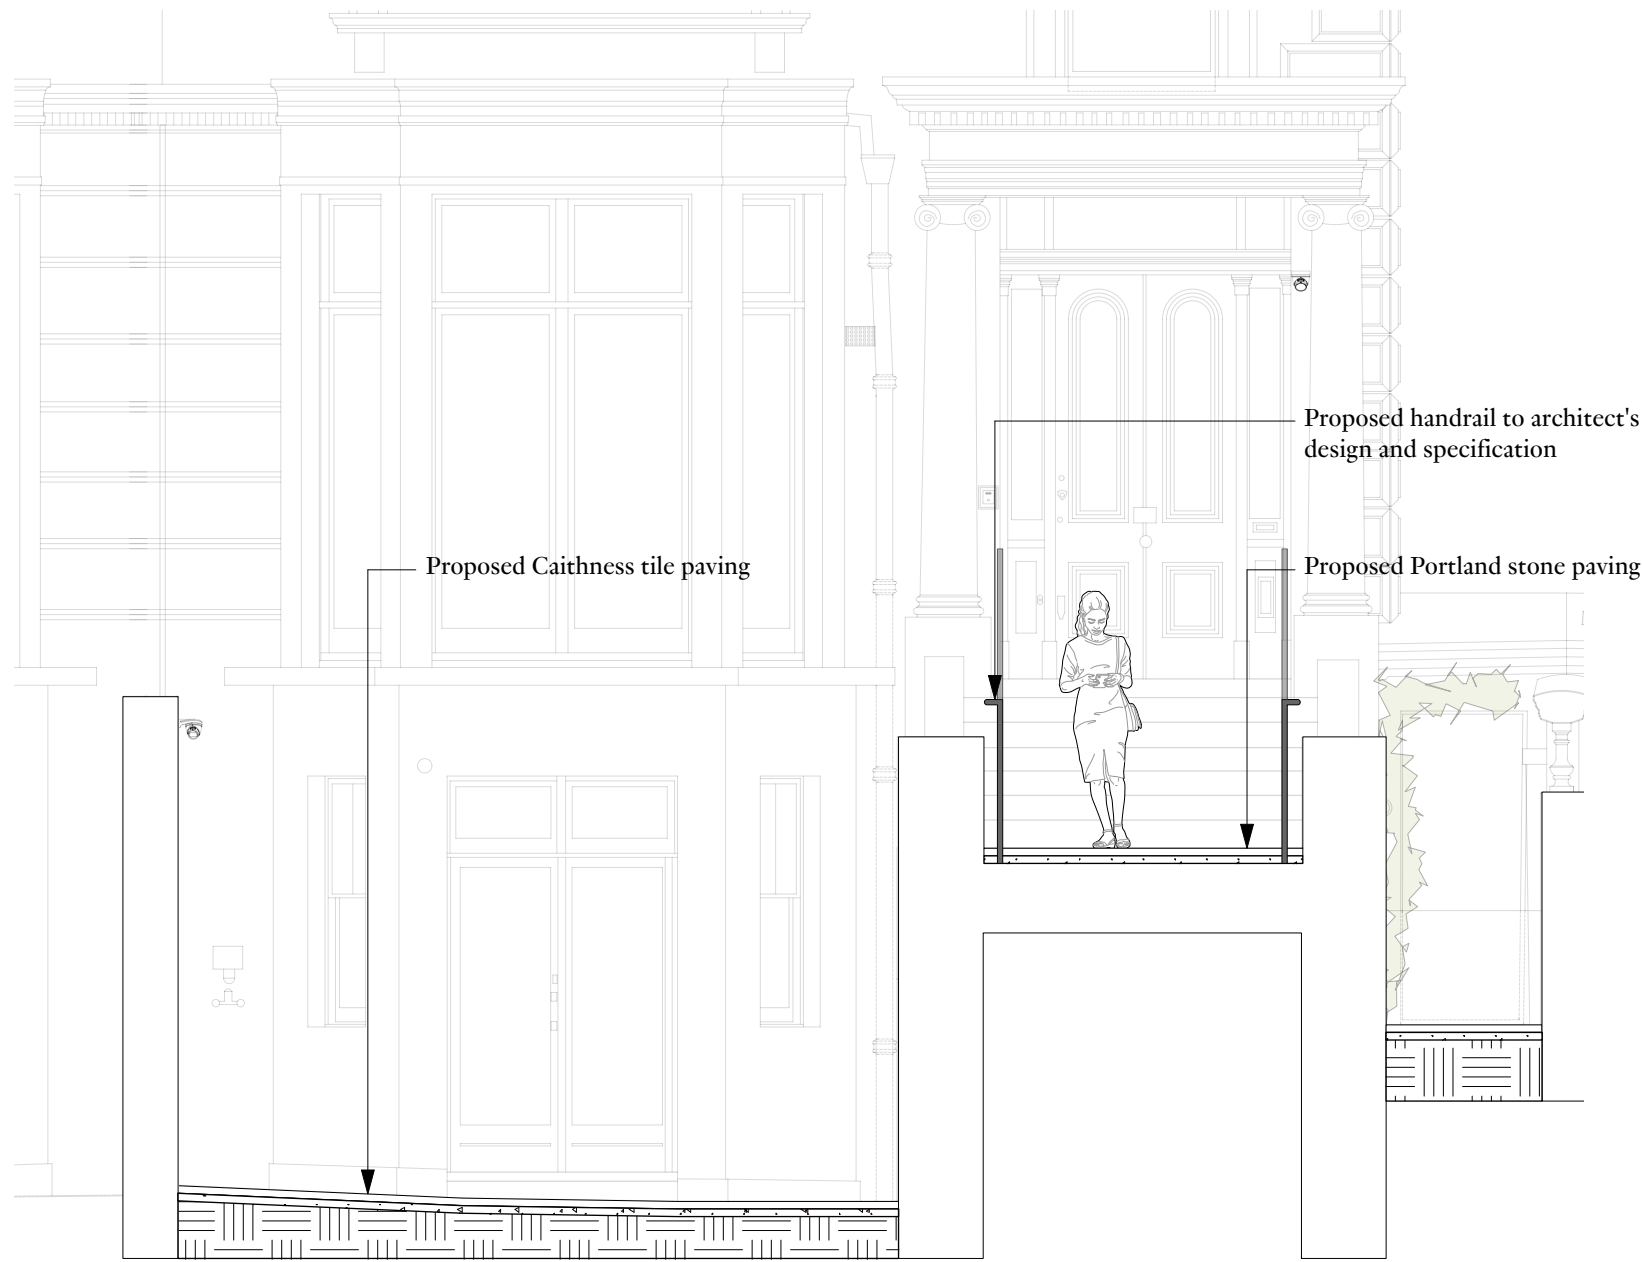 Proposed handrail to architect's
design and specification
Proposed Caithness tile paving
Proposed Portland stone paving